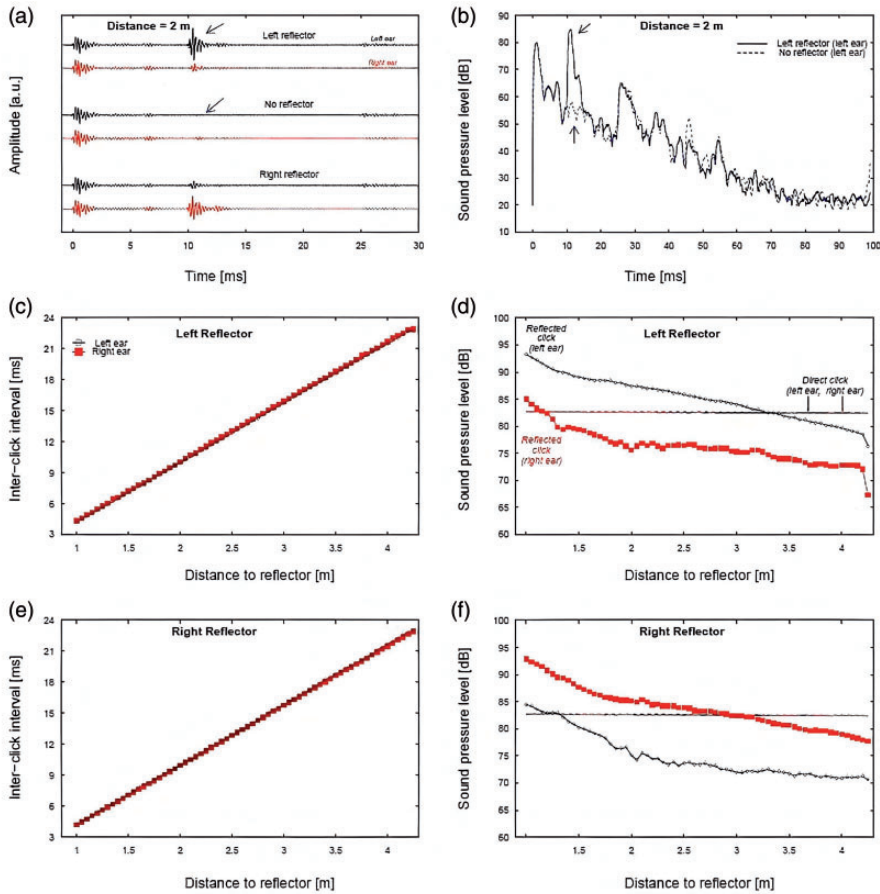 (a)
Distance = 2 m
Left reflector
Left ear
Right ear
No reflector
Right reflector
Amplitude [a.u.]
0 5 10 15 20 25 30
Time [ms]
(b)
Distance = 2 m
Left reflector (left ear)
No reflector (left ear)
Sound pressure level [dB]
90
80
70
60
50
40
30
20
10
0 10 20 30 40 50 60 70 80 90 100
Time [ms]
(c)
Left Reflector
Left ear
Right ear
Inter-click interval [ms]
24
21
18
15
12
9
6
3
1 1.5 2 2.5 3 3.5 4
Distance to reflector [m]
(d)
Left Reflector
Reflected
click
(left ear)
Direct click
(left ear, right ear)
Reflected
click
(right ear)
Sound pressure level [dB]
100
95
90
85
80
75
70
65
60
1 1.5 2 2.5 3 3.5 4
Distance to reflector [m]
(e)
Right Reflector
Inter-click interval [ms]
24
21
18
15
12
9
6
3
1 1.5 2 2.5 3 3.5 4
Distance to reflector [m]
(f)
Right Reflector
Sound pressure level [dB]
100
95
90
85
80
75
70
65
60
1 1.5 2 2.5 3 3.5 4
Distance to reflector [m]